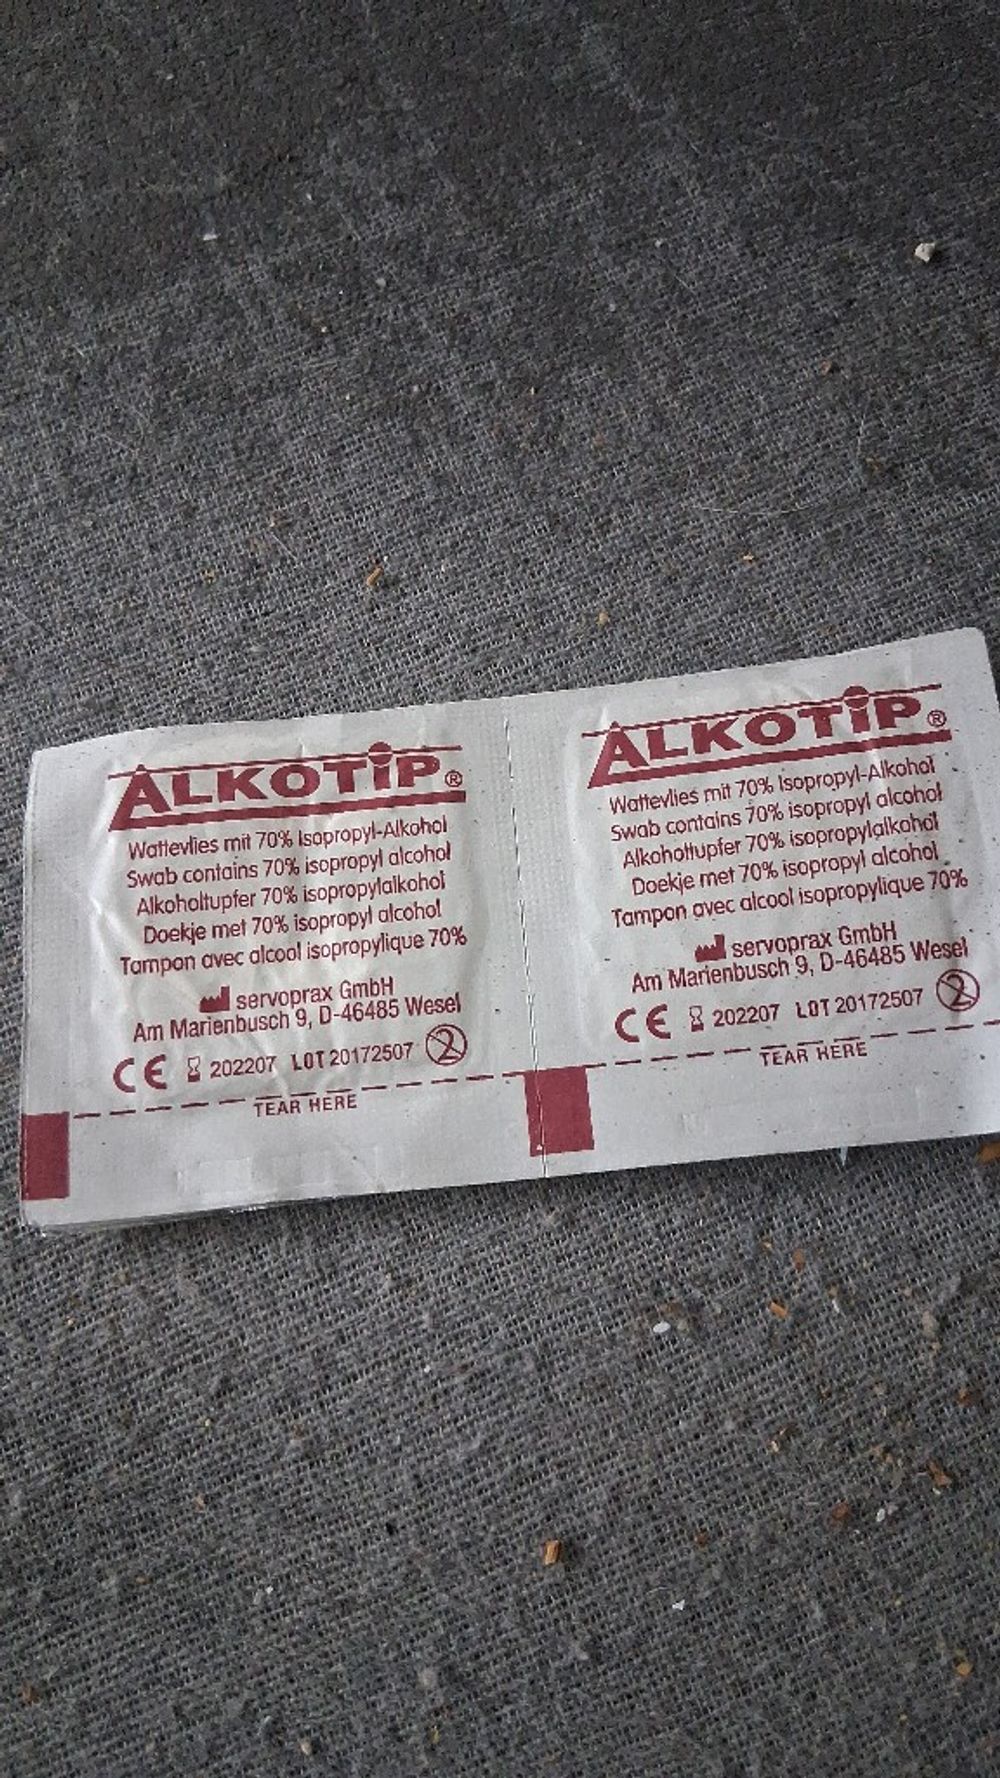 ALKOTIP®
Wattevlies mit 70% Isopropyl-Alkohol
Swab contains 70% isopropyl alcohol
Alkoholtupfer 70% isopropylalkohol
Doekje met 70% isopropyl alcohol
Tampon avec alcool isopropylique 70%
servoprax GmbH
Am Marienbusch 9, D-46485 Wesel
CE 202207 LOT 20172507 2
TEAR HERE
ALKOTIP®
Wattevlies mit 70% Isopropyl-Alkohol
Swab contains 70% isopropyl alcohol
Alkoholtupfer 70% isopropylalkohol
Doekje met 70% isopropyl alcohol
Tampon avec alcool isopropylique 70%
servoprax GmbH
Am Marienbusch 9, D-46485 Wesel
CE 202207 LOT 20172507 2
TEAR HERE